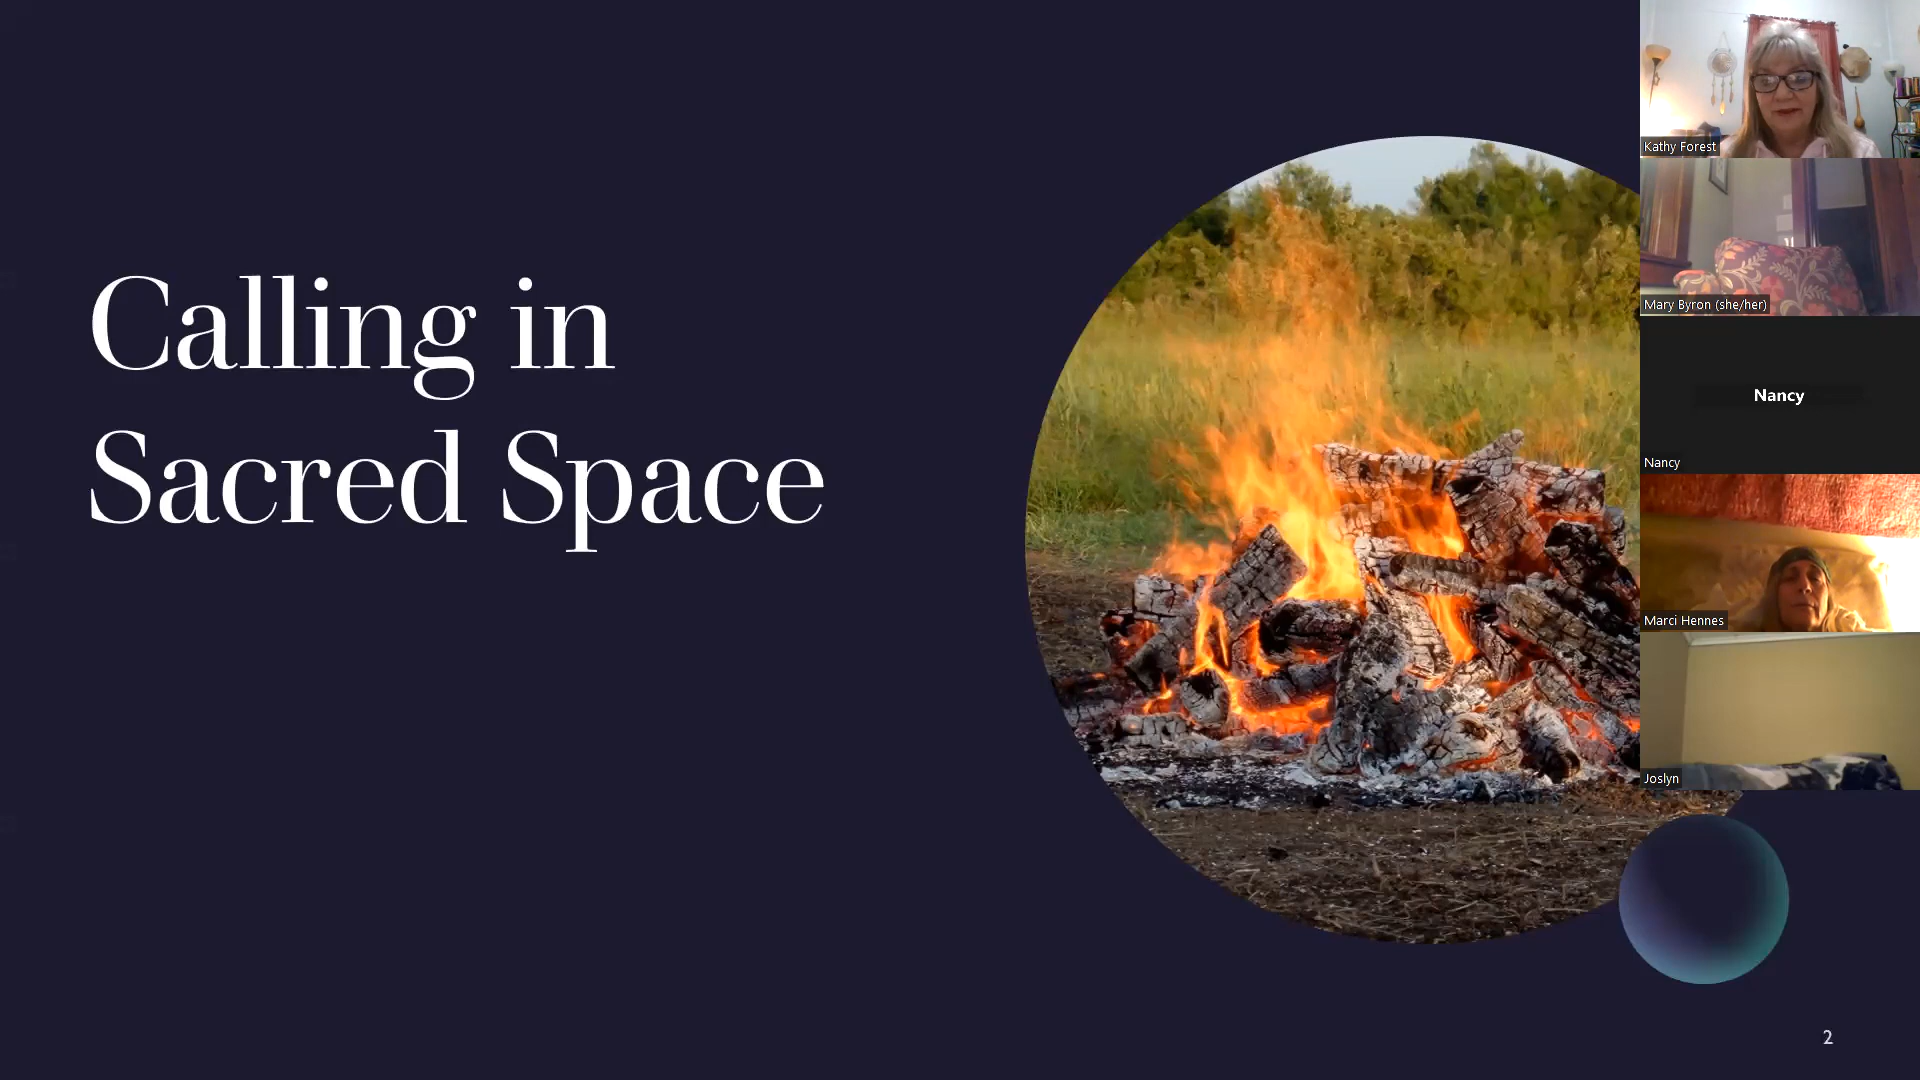 Calling in
Sacred Space
Kathy Forest
Mary Byron (she/her)
Nancy
Nancy
Marci Hennes
Joslyn
2